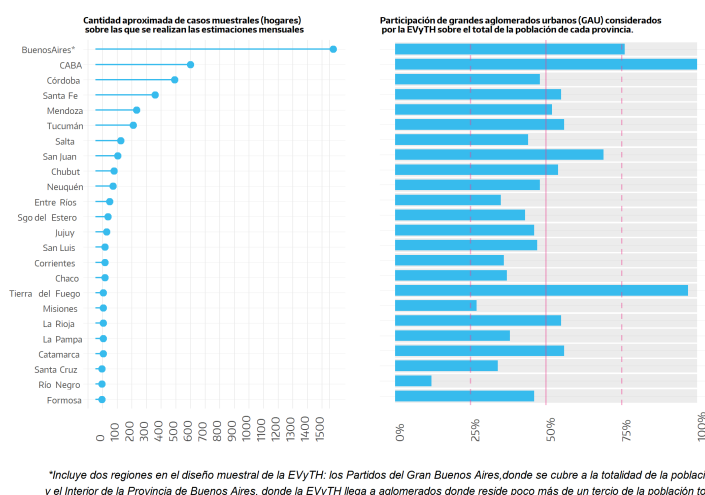 Cantidad aproximada de casos muestrales (hogares)
sobre las que se realizan las estimaciones mensuales
BuenosAires*
CABA
Córdoba
Santa Fe
Mendoza
Tucumán
Salta
San Juan
Chubut
Neuquén
Entre Ríos
Sgo del Estero
Jujuy
San Luis
Corrientes
Chaco
Tierra del Fuego
Misiones
La Rioja
La Pampa
Catamarca
Santa Cruz
Río Negro
Formosa
0 100 200 300 400 500 600 700 800 900 1000 1100 1200 1300 1400 1500
Participación de grandes aglomerados urbanos (GAU) considerados
por la EVyTH sobre el total de la población de cada provincia.
0% 25% 50% 75% 100%
*Incluye dos regiones en el diseño muestral de la EVyTH: los Partidos del Gran Buenos Aires,donde se cubre a la totalidad de la poblaci
y el Interior de la Provincia de Buenos Aires, donde la EVyTH llega a aglomerados donde reside poco más de un tercio de la población to